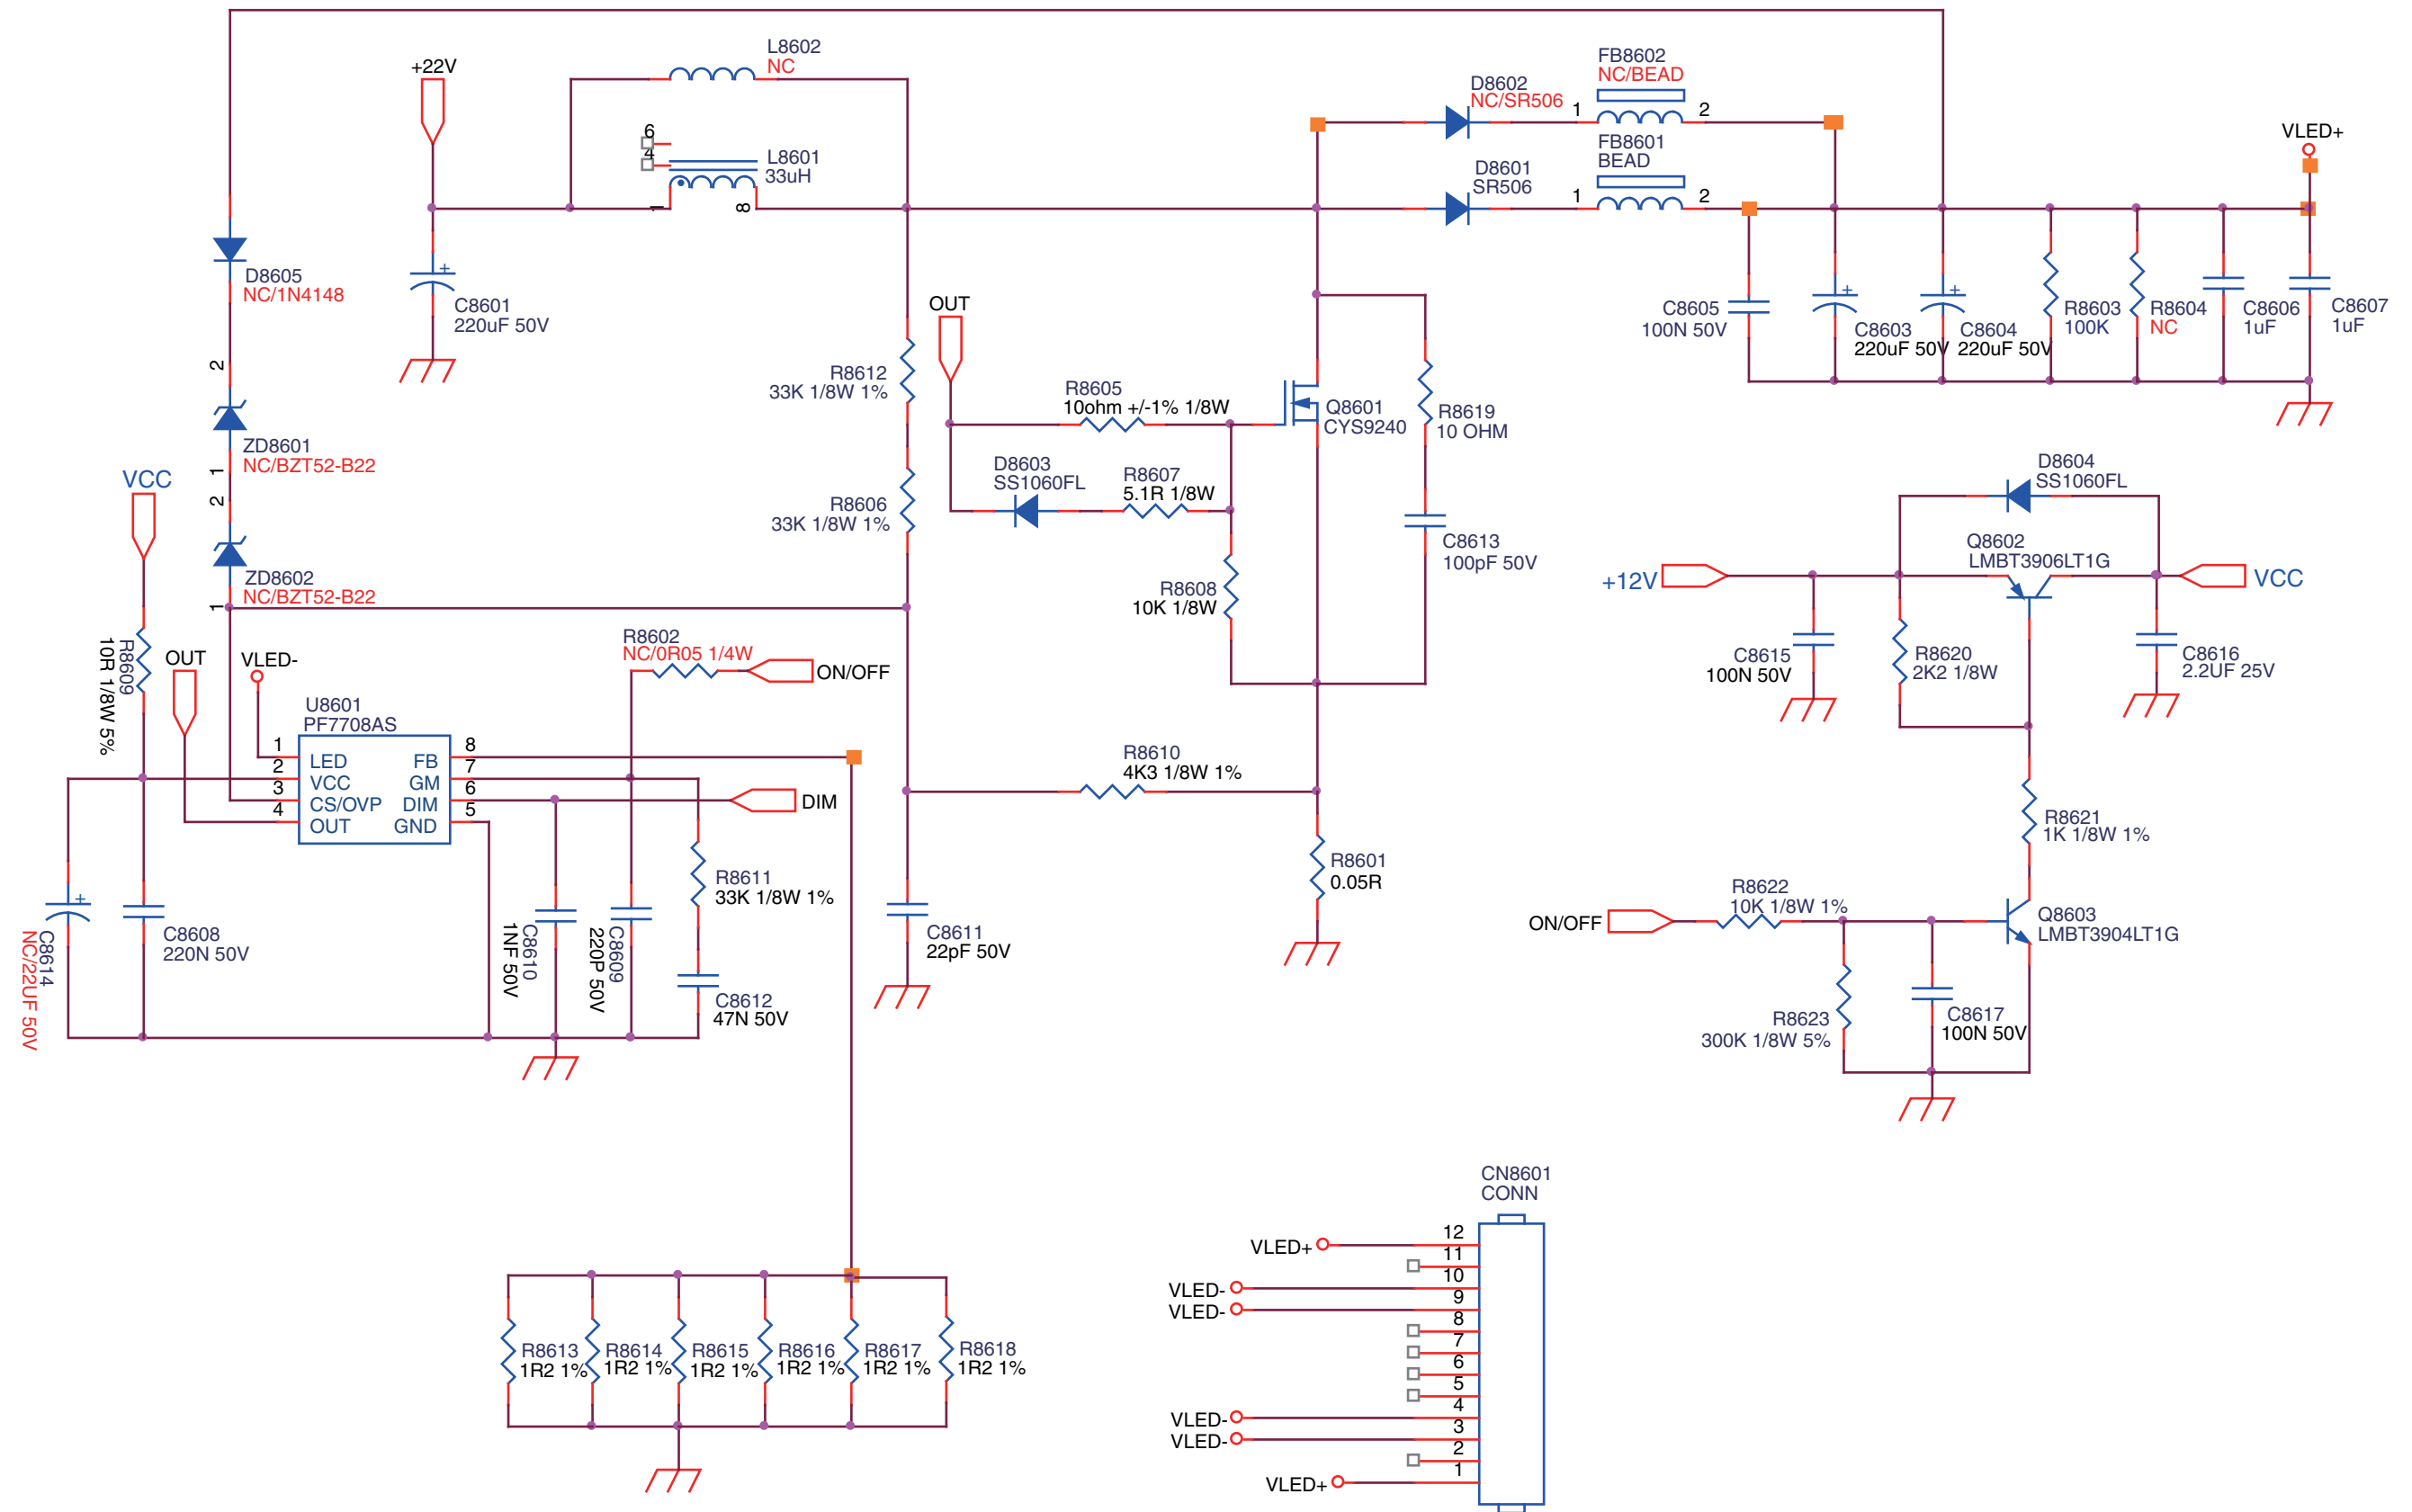 +22V
L8602
NC
6
4
L8601
33uH
1
8
D8602
NC/SR506
1
FB8602
NC/BEAD
2
D8601
SR506
1
FB8601
BEAD
2
VLED+
D8605
NC/1N4148
C8601
220uF 50V
OUT
C8605
100N 50V
C8603
220uF 50V
C8604
220uF 50V
R8603
100K
R8604
NC
C8606
1uF
C8607
1uF
2
ZD8601
NC/BZT52-B22
1
2
ZD8602
NC/BZT52-B22
1
R8612
33K 1/8W 1%
R8606
33K 1/8W 1%
R8605
10ohm +/-1% 1/8W
D8603
SS1060FL
R8607
5.1R 1/8W
Q8601
CYS9240
R8619
10 OHM
R8608
10K 1/8W
C8613
100pF 50V
D8604
SS1060FL
Q8602
LMBT3906LT1G
+12V
VCC
C8615
100N 50V
R8620
2K2 1/8W
C8616
2.2UF 25V
VCC
R8609
10R 1/8W 5%
OUT
VLED-
R8602
NC/0R05 1/4W
ON/OFF
U8601
PF7708AS
1
2
3
4
LED
VCC
CS/OVP
OUT
FB
GM
DIM
GND
8
7
6
5
DIM
R8610
4K3 1/8W 1%
R8601
0.05R
R8621
1K 1/8W 1%
R8611
33K 1/8W 1%
C8614
NC/22UF 50V
C8608
220N 50V
C8610
1NF 50V
C8609
220P 50V
C8612
47N 50V
C8611
22pF 50V
ON/OFF
R8622
10K 1/8W 1%
Q8603
LMBT3904LT1G
R8623
300K 1/8W 5%
C8617
100N 50V
R8613
1R2 1%
R8614
1R2 1%
R8615
1R2 1%
R8616
1R2 1%
R8617
1R2 1%
R8618
1R2 1%
CN8601
CONN
VLED+ 12
11
VLED- 10
VLED- 9
8
7
6
5
VLED- 4
VLED- 3
2
VLED+ 1